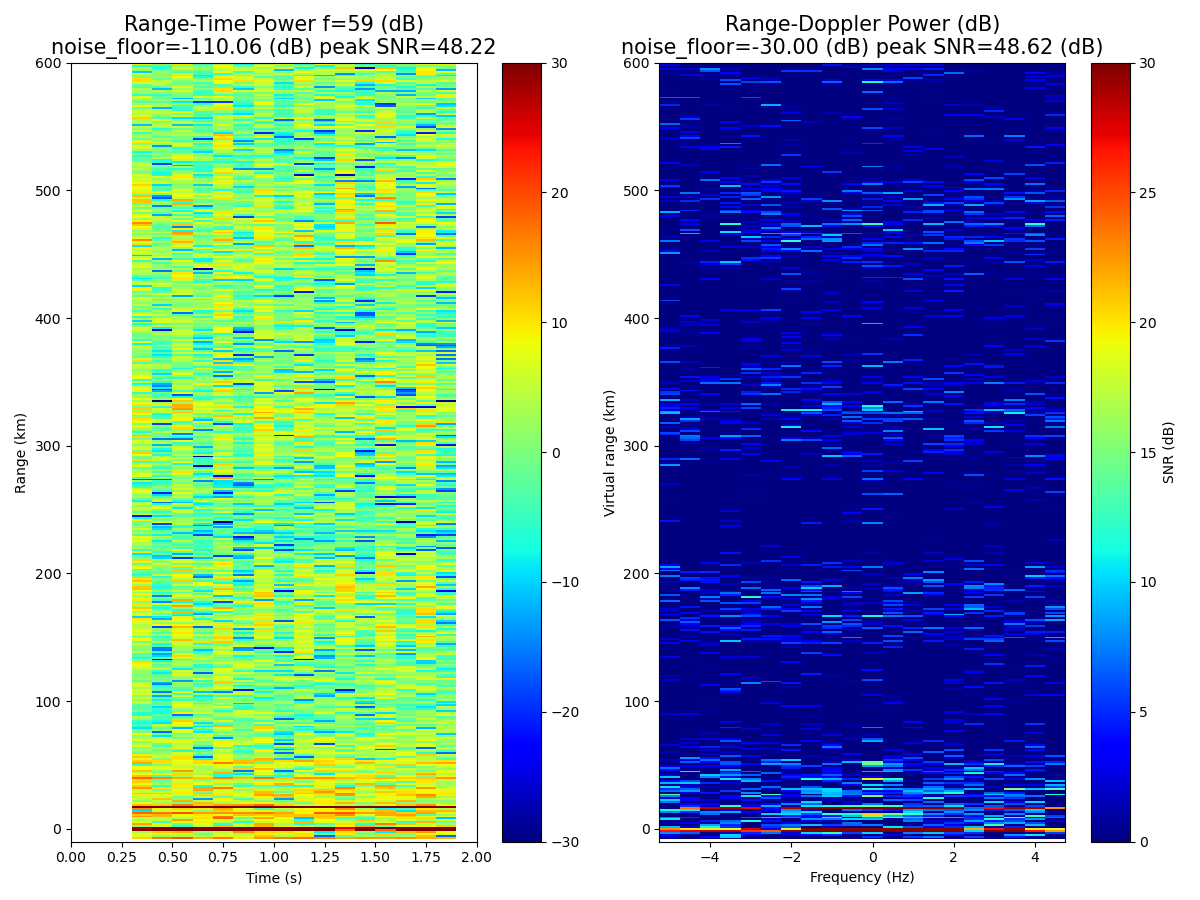 Range-Time Power f=59 (dB)
noise_floor=-110.06 (dB) peak SNR=48.22
Range (km)
600
500
400
300
200
100
0
0.00 0.25 0.50 0.75 1.00 1.25 1.50 1.75 2.00
Time (s)
30
20
10
0
−10
−20
−30
Range-Doppler Power (dB)
noise_floor=-30.00 (dB) peak SNR=48.62 (dB)
Virtual range (km)
600
500
400
300
200
100
0
−4 −2 0 2 4
Frequency (Hz)
30
25
20
15
10
5
0
SNR (dB)